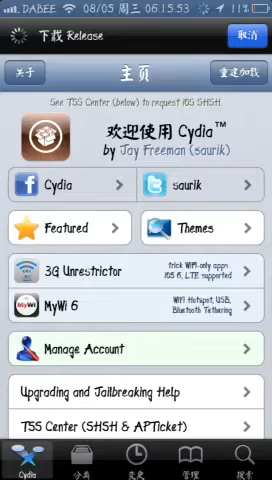 DABEE 08/05 周三 06.15.53 11%
下载 Release
取消
关于
主页
重建加载
See TSS Center (below) to request iOS SHSH.
欢迎使用 Cydia™
by Jay Freeman (saurik)
Cydia
saurik
Featured
Themes
3G Unrestrictor
trick WiFi-only apps
iOS 6, LTE supported
MyWi
MyWi 6
WiFi Hotspot, USB,
Bluetooth Tethering
Manage Account
Upgrading and Jailbreaking Help
TSS Center (SHSH & APTicket)
Cydia
分类
变更
管理
搜索